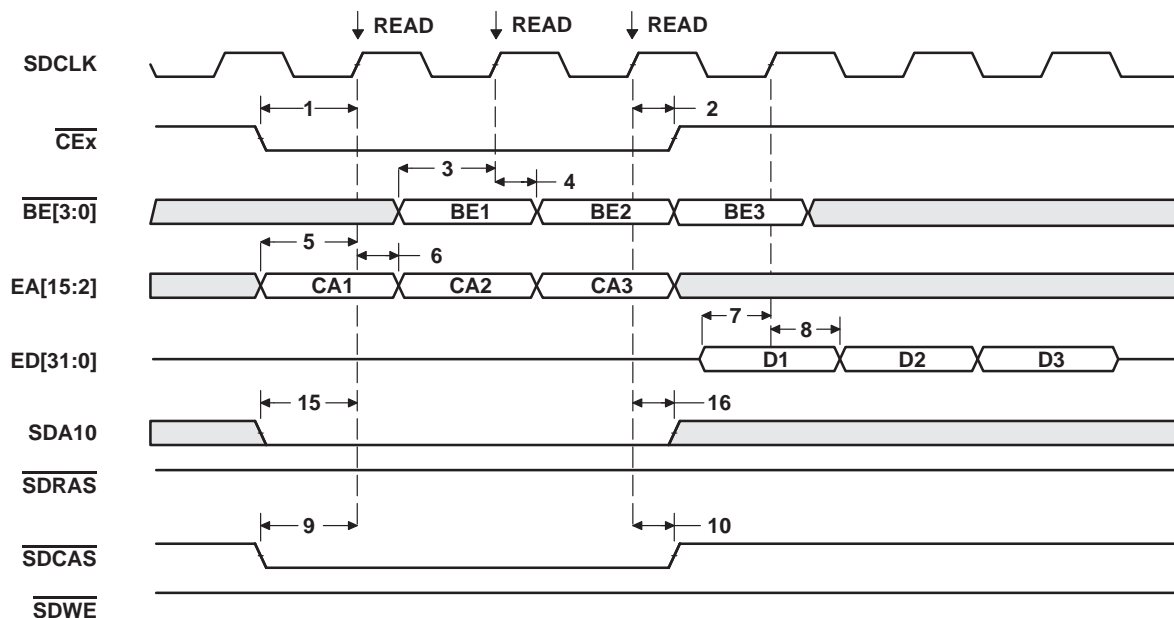 READ READ READ
SDCLK
1 2
CEx
3 4
BE[3:0] BE1 BE2 BE3
5 6
EA[15:2] CA1 CA2 CA3
7 8
ED[31:0] D1 D2 D3
15 16
SDA10
SDRAS
9 10
SDCAS
SDWE